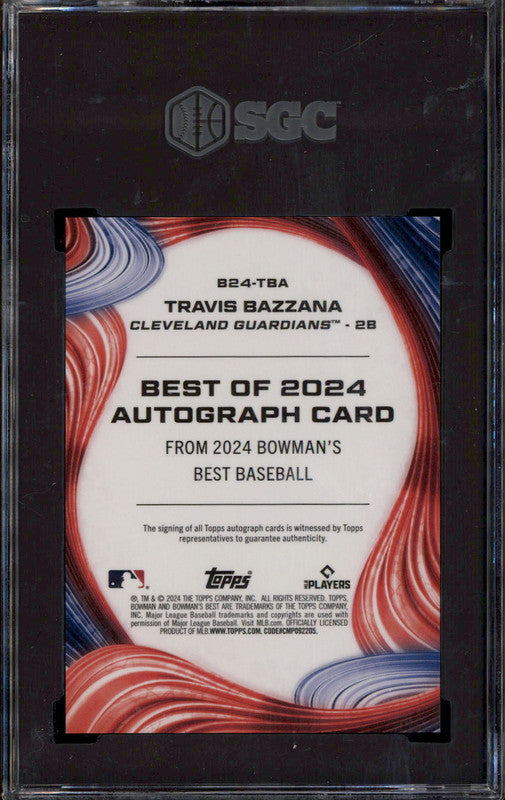 SGC
B24-TBA
TRAVIS BAZZANA
CLEVELAND GUARDIANS™ - 2B
BEST OF 2024
AUTOGRAPH CARD
FROM 2024 BOWMAN'S
BEST BASEBALL
The signing of all Topps autograph cards is witnessed by Topps
representatives to guarantee authenticity.
topps
MLB PLAYERS
®, TM & © 2024 THE TOPPS COMPANY, INC. ALL RIGHTS RESERVED. TOPPS,
BOWMAN AND BOWMAN'S BEST ARE TRADEMARKS OF THE TOPPS COMPANY,
INC. Major League Baseball trademarks and copyrights are used with
permission of Major League Baseball. Visit MLB.com. OFFICIALLY LICENSED
PRODUCT OF MLB.WWW.TOPPS.COM. CODE#CMP092205.